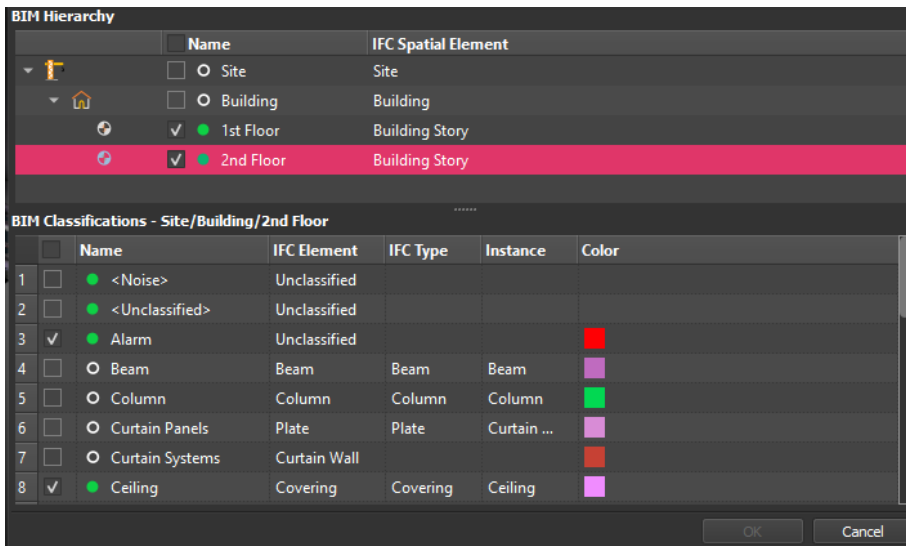 BIM Hierarchy
Name IFC Spatial Element
Site Site
Building Building
1st Floor Building Story
2nd Floor Building Story
BIM Classifications - Site/Building/2nd Floor
Name IFC Element IFC Type Instance Color
1 <Noise> Unclassified
2 <Unclassified> Unclassified
3 Alarm Unclassified
4 Beam Beam Beam Beam
5 Column Column Column Column
6 Curtain Panels Plate Plate Curtain ...
7 Curtain Systems Curtain Wall
8 Ceiling Covering Covering Ceiling
OK Cancel